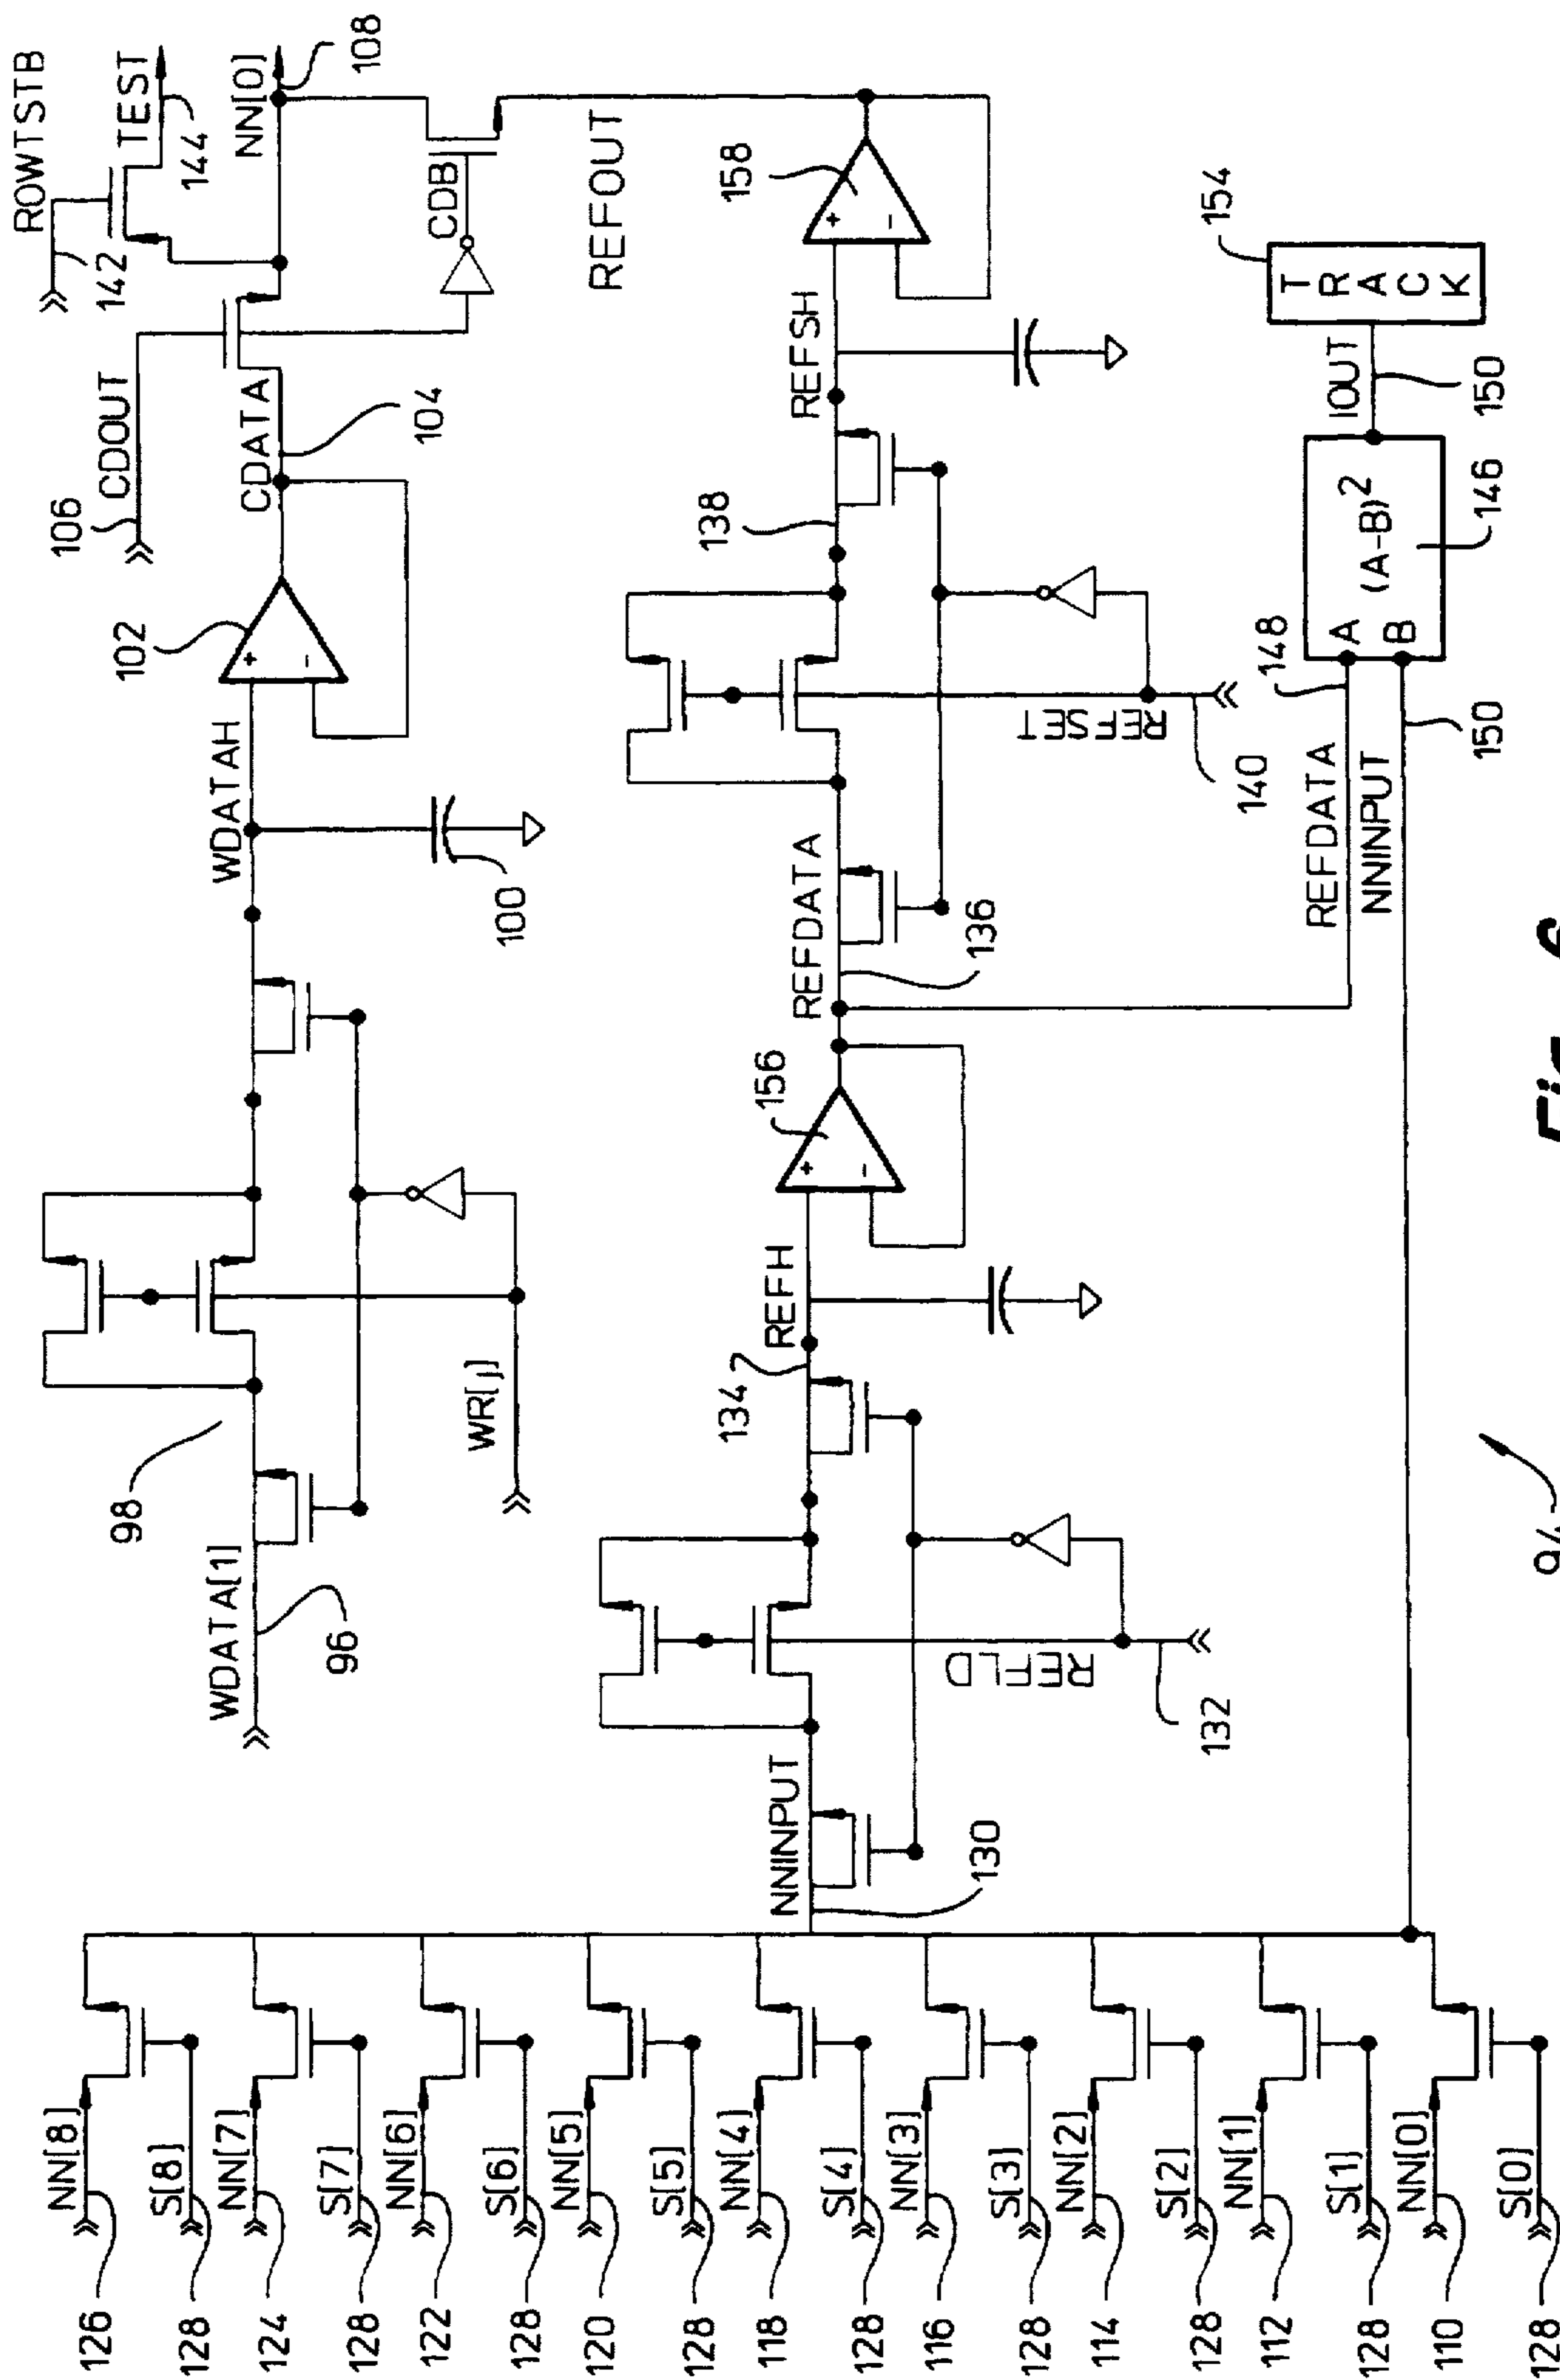 ROWTSTB
142
TEST
144
NN[0]
108
106
CDOUT
CDATA
104
CDB
REFOUT
102
+
-
WDATAH
100
98
WR[j]
WDATA[1]
96
158
+
-
REFSH
138
REFSET
140
REFDATA
136
156
+
-
REFH
134
REFLD
132
NNINPUT
130
154
TRACK
IOUT
150
(A-B)2
146
A
B
148
REFDATA
NNINPUT
150
126
NN[8]
128
S[8]
124
NN[7]
128
S[7]
122
NN[6]
128
S[6]
120
NN[5]
128
S[5]
118
NN[4]
128
S[4]
116
NN[3]
128
S[3]
114
NN[2]
128
S[2]
112
NN[1]
128
S[1]
110
NN[0]
128
S[0]
94